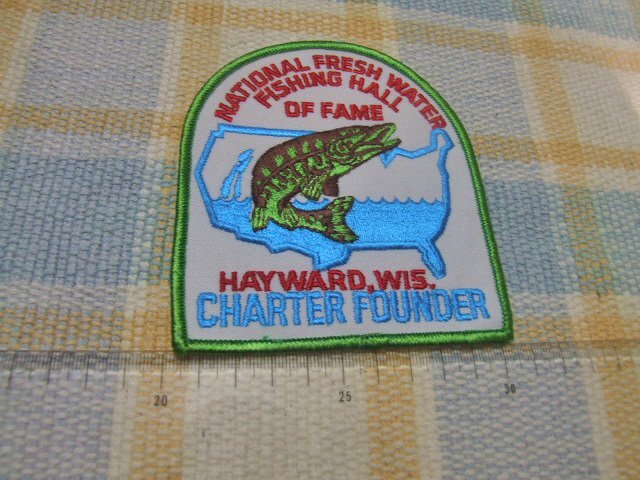 NATIONAL FRESH WATER
FISHING HALL
OF FAME
HAYWARD, WIS.
CHARTER FOUNDER
20 25 30